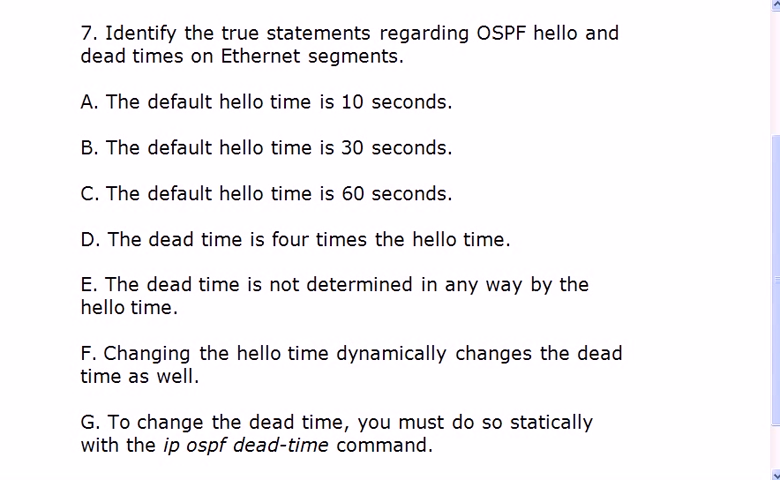 7. Identify the true statements regarding OSPF hello and
dead times on Ethernet segments.
A. The default hello time is 10 seconds.
B. The default hello time is 30 seconds.
C. The default hello time is 60 seconds.
D. The dead time is four times the hello time.
E. The dead time is not determined in any way by the
hello time.
F. Changing the hello time dynamically changes the dead
time as well.
G. To change the dead time, you must do so statically
with the ip ospf dead-time command.